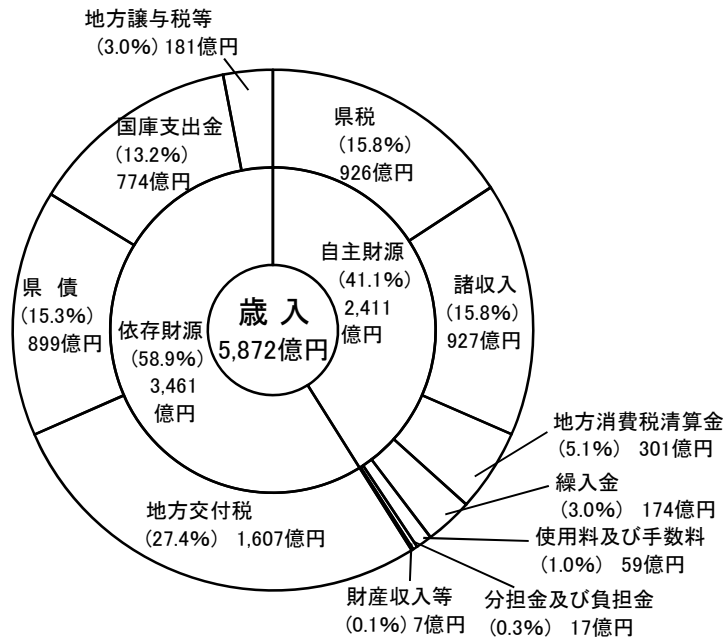 地方譲与税等
(3.0%) 181億円
国庫支出金
(13.2%)
774億円
県税
(15.8%)
926億円
自主財源
(41.1%)
2,411
億円
諸収入
(15.8%)
927億円
県 債
(15.3%)
899億円
依存財源
(58.9%)
3,461
億円
歳 入
5,872億円
地方消費税清算金
(5.1%) 301億円
繰入金
(3.0%) 174億円
使用料及び手数料
(1.0%) 59億円
地方交付税
(27.4%) 1,607億円
財産収入等
(0.1%) 7億円
分担金及び負担金
(0.3%) 17億円